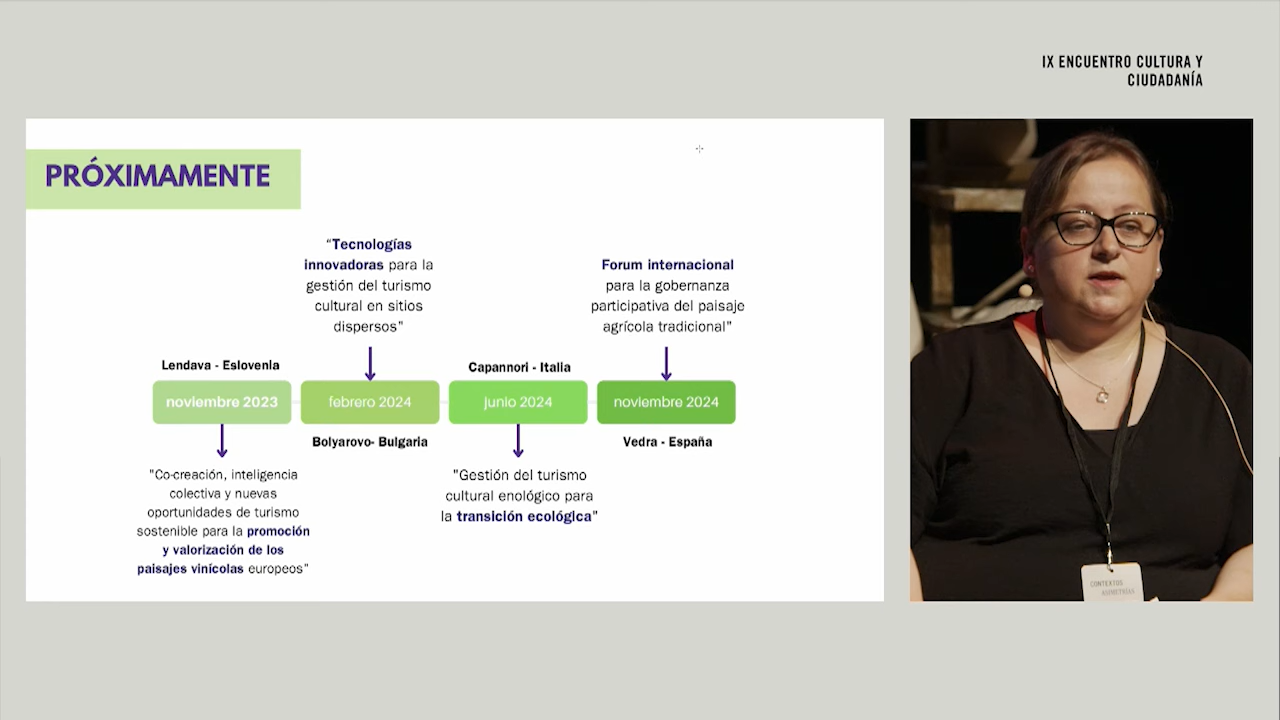 IX ENCUENTRO CULTURA Y
CIUDADANÍA
PRÓXIMAMENTE
“Tecnologías
innovadoras para la
gestión del turismo
cultural en sitios
dispersos"
Forum internacional
para la gobernanza
participativa del paisaje
agrícola tradicional"
Lendava - Eslovenia
Capannori - Italia
noviembre 2023
febrero 2024
junio 2024
noviembre 2024
Bolyarovo- Bulgaria
Vedra - España
"Co-creación, inteligencia
colectiva y nuevas
oportunidades de turismo
sostenible para la promoción
y valorización de los
paisajes vinícolas europeos"
"Gestión del turismo
cultural enológico para
la transición ecológica"
CONTEXTOS
ASIMETRÍAS